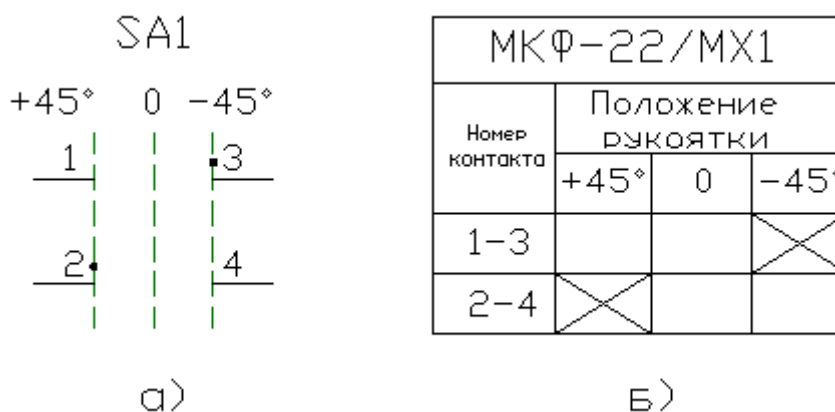 SA1
+45° 0 -45°
1 3
2 4
а)
МКФ-22/МХ1
Номер контакта
Положение
рукоятки
+45° 0 -45°
1-3
2-4
б)